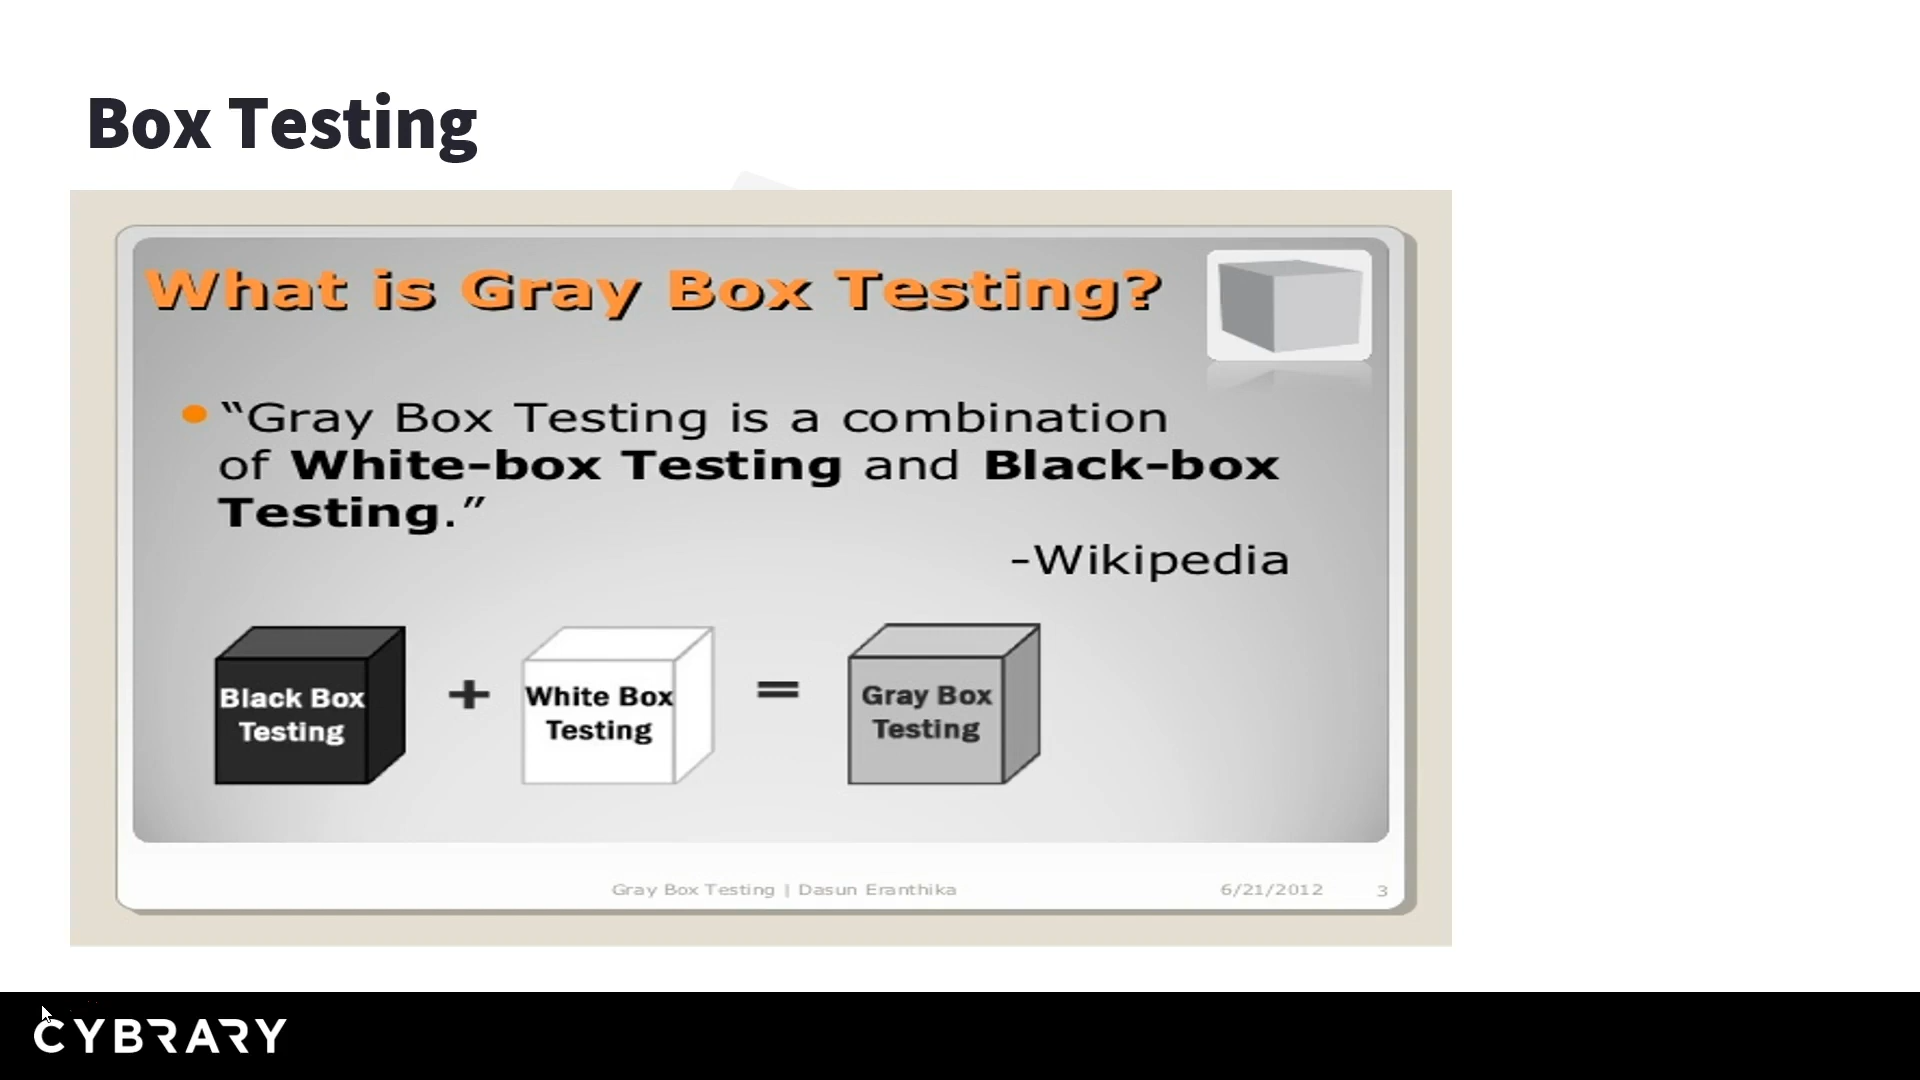 Box Testing
What is Gray Box Testing?
“Gray Box Testing is a combination
of White-box Testing and Black-box
Testing.”
-Wikipedia
Black Box
Testing
+
White Box
Testing
=
Gray Box
Testing
Gray Box Testing | Dasun Eranthika
6/21/2012
3
CYBRARY